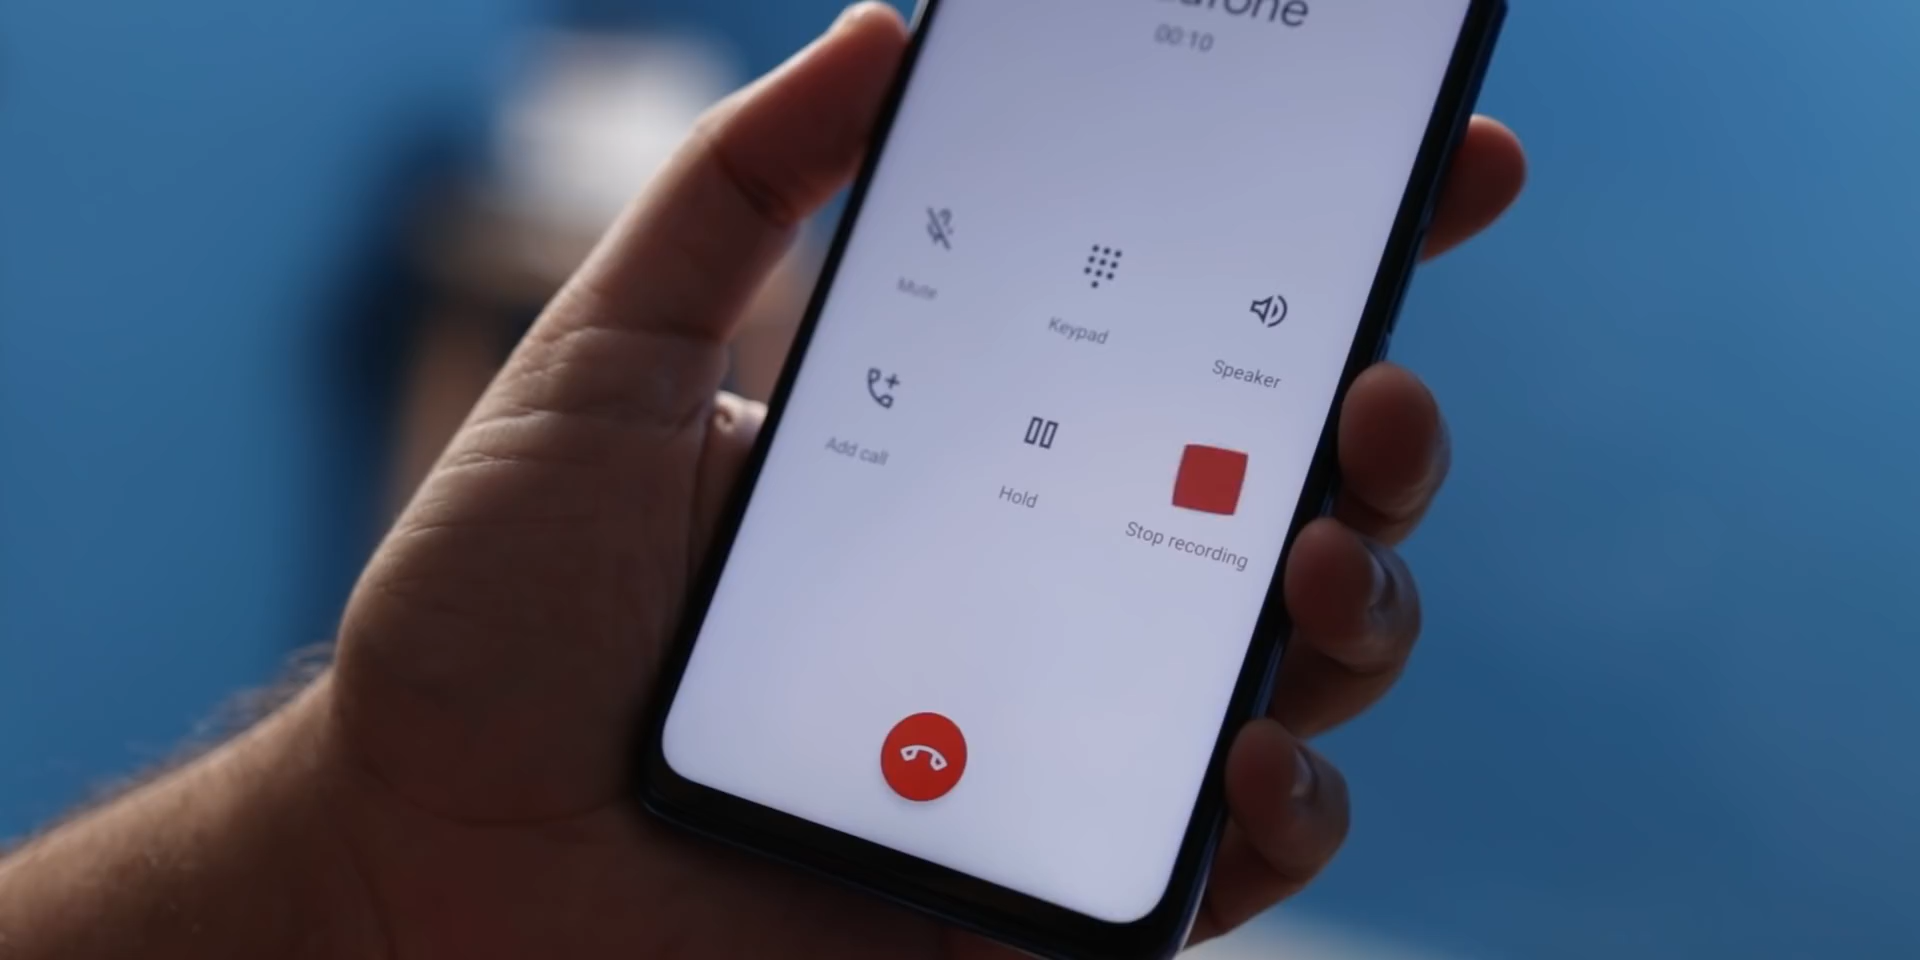 00:10
Mute
Keypad
Speaker
Add call
Hold
Stop recording